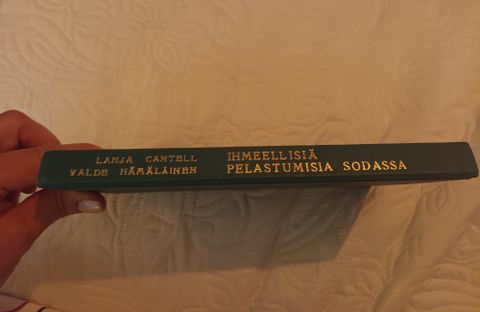 LAHJA CANTELL
VALDE HÄMÄLÄINEN
IHMEELLISIÄ
PELASTUMISIA SODASSA